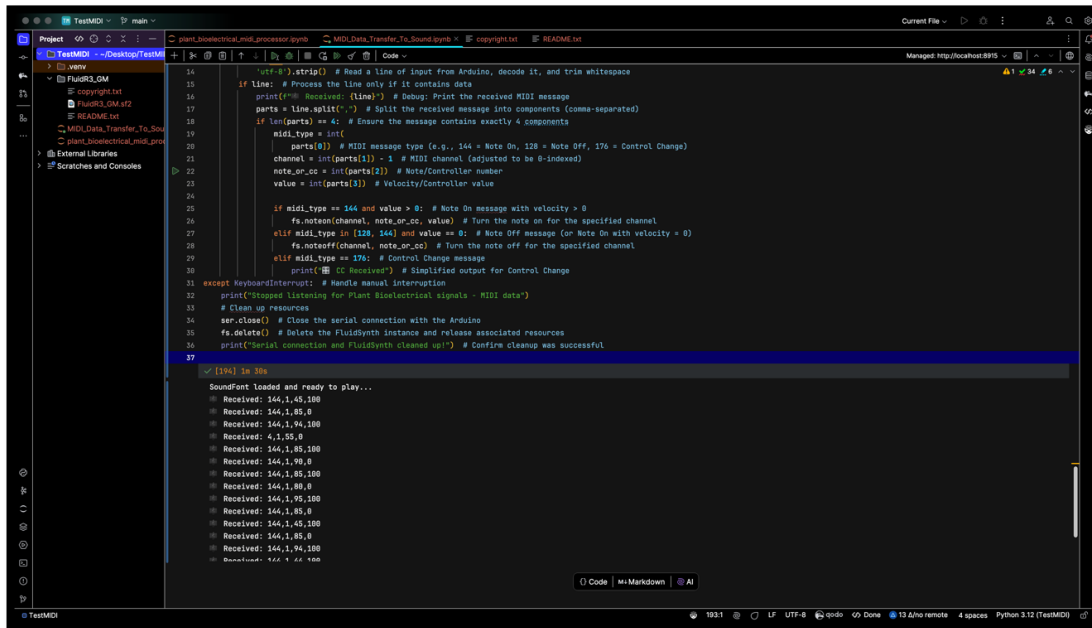 TestMIDI main Current File
Project
plant_bioelectrical_midi_processor.ipynb MIDI_Data_Transfer_To_Sound.ipynb copyright.txt README.txt
TestMIDI ~/Desktop/TestMI
.venv
FluidR3_GM
copyright.txt
FluidR3_GM.sf2
README.txt
MIDI_Data_Transfer_To_Sou
plant_bioelectrical_midi_proc
External Libraries
Scratches and Consoles
Code Managed: http://localhost:8915
1 34 6
14 'utf-8').strip() # Read a line of input from Arduino, decode it, and trim whitespace
15 if line: # Process the line only if it contains data
16 print(f" Received: {line}") # Debug: Print the received MIDI message
17 parts = line.split(",") # Split the received message into components (comma-separated)
18 if len(parts) == 4: # Ensure the message contains exactly 4 components
19 midi_type = int(
20 parts[0]) # MIDI message type (e.g., 144 = Note On, 128 = Note Off, 176 = Control Change)
21 channel = int(parts[1]) - 1 # MIDI channel (adjusted to be 0-indexed)
22 note_or_cc = int(parts[2]) # Note/Controller number
23 value = int(parts[3]) # Velocity/Controller value
24
25 if midi_type == 144 and value > 0: # Note On message with velocity > 0
26 fs.noteon(channel, note_or_cc, value) # Turn the note on for the specified channel
27 elif midi_type in [128, 144] and value == 0: # Note Off message (or Note On with velocity = 0)
28 fs.noteoff(channel, note_or_cc) # Turn the note off for the specified channel
29 elif midi_type == 176: # Control Change message
30 print(" CC Received") # Simplified output for Control Change
31 except KeyboardInterrupt: # Handle manual interruption
32 print("Stopped listening for Plant Bioelectrical signals - MIDI data")
33 # Clean up resources
34 ser.close() # Close the serial connection with the Arduino
35 fs.delete() # Delete the FluidSynth instance and release associated resources
36 print("Serial connection and FluidSynth cleaned up!") # Confirm cleanup was successful
37
[194] 1m 30s
SoundFont loaded and ready to play...
Received: 144,1,45,100
Received: 144,1,85,0
Received: 144,1,94,100
Received: 4,1,55,0
Received: 144,1,85,100
Received: 144,1,90,0
Received: 144,1,85,100
Received: 144,1,80,0
Received: 144,1,95,100
Received: 144,1,85,0
Received: 144,1,45,100
Received: 144,1,85,0
Received: 144,1,94,100
Received: 144,1,44,100
Code Markdown AI
TestMIDI 193:1 LF UTF-8 qodo Done 13 Δ/no remote 4 spaces Python 3.12 (TestMIDI)